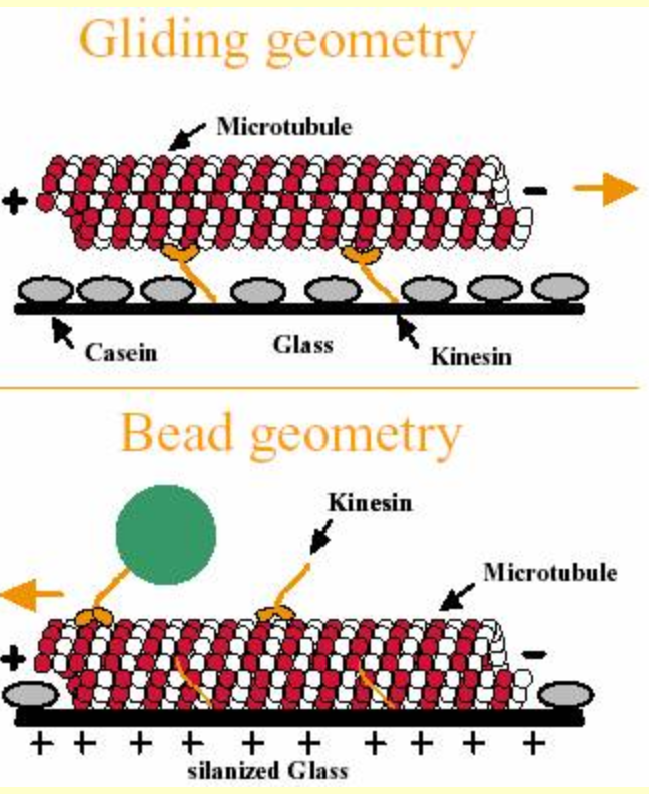 Gliding geometry
Microtubule
+ -
Casein
Glass
Kinesin
Bead geometry
Kinesin
Microtubule
+ -
+ + + + + + + + + +
silanized Glass